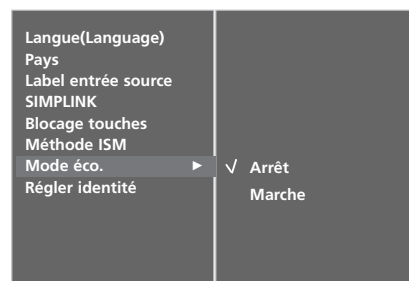 Langue(Language)
Pays
Label entrée source
SIMPLINK
Blocage touches
Méthode ISM
Mode éco. ►
Régler identité
√ Arrêt
Marche